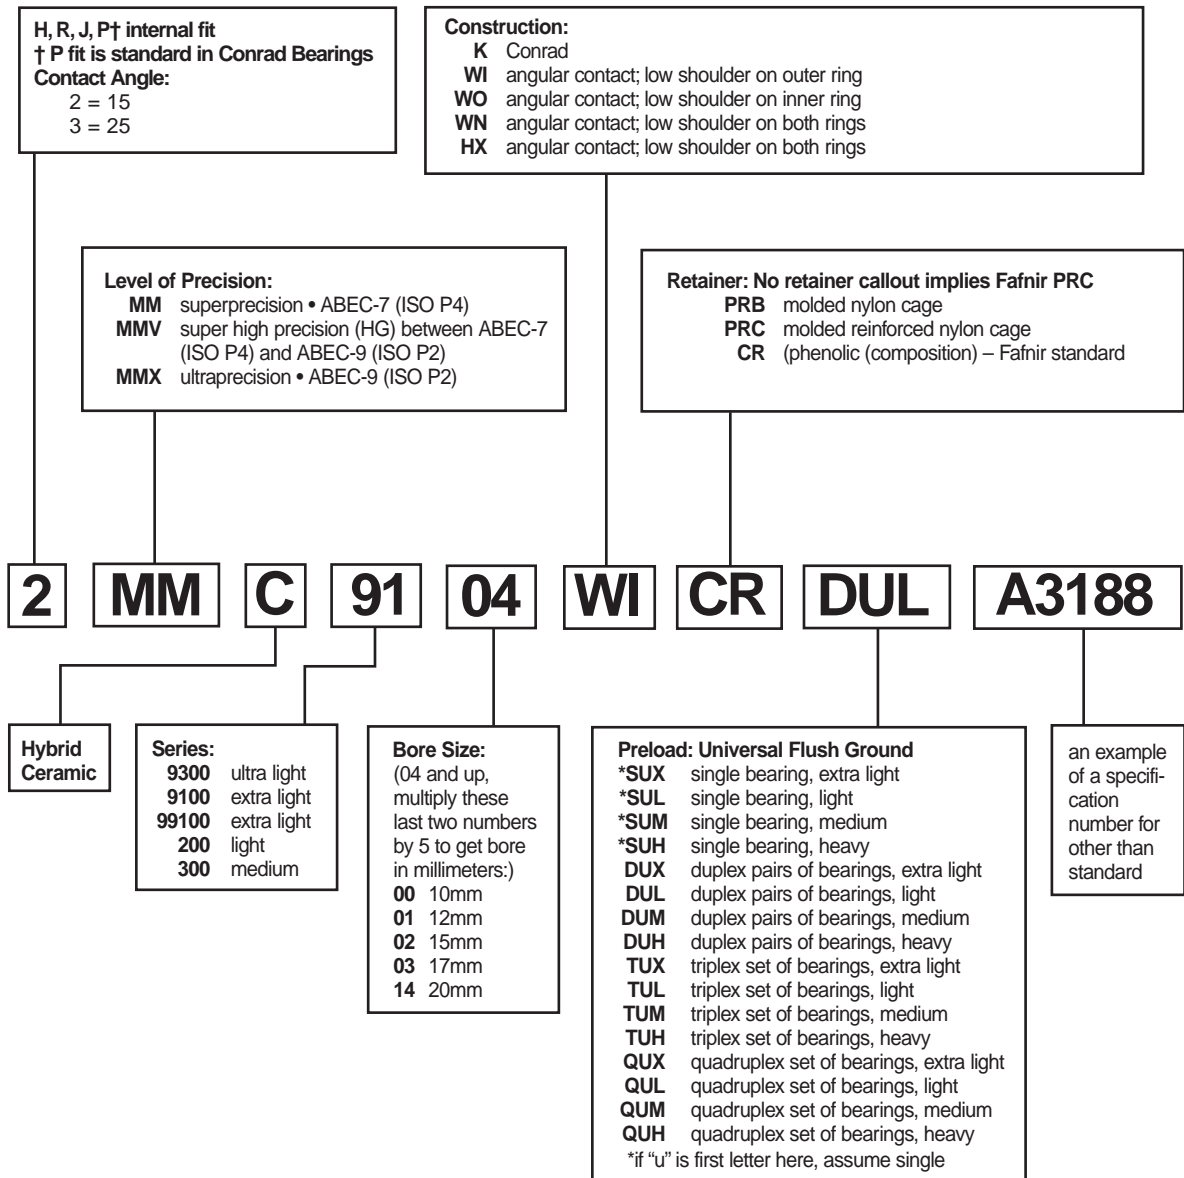 H, R, J, P† internal fit
† P fit is standard in Conrad Bearings
Contact Angle:
2 = 15
3 = 25
Construction:
K Conrad
WI angular contact; low shoulder on outer ring
WO angular contact; low shoulder on inner ring
WN angular contact; low shoulder on both rings
HX angular contact; low shoulder on both rings
Level of Precision:
MM superprecision • ABEC-7 (ISO P4)
MMV super high precision (HG) between ABEC-7
(ISO P4) and ABEC-9 (ISO P2)
MMX ultraprecision • ABEC-9 (ISO P2)
Retainer: No retainer callout implies Fafnir PRC
PRB molded nylon cage
PRC molded reinforced nylon cage
CR (phenolic (composition) – Fafnir standard
2 MM C 91 04 WI CR DUL A3188
Hybrid
Ceramic
Series:
9300 ultra light
9100 extra light
99100 extra light
200 light
300 medium
Bore Size:
(04 and up,
multiply these
last two numbers
by 5 to get bore
in millimeters:)
00 10mm
01 12mm
02 15mm
03 17mm
14 20mm
Preload: Universal Flush Ground
*SUX single bearing, extra light
*SUL single bearing, light
*SUM single bearing, medium
*SUH single bearing, heavy
DUX duplex pairs of bearings, extra light
DUL duplex pairs of bearings, light
DUM duplex pairs of bearings, medium
DUH duplex pairs of bearings, heavy
TUX triplex set of bearings, extra light
TUL triplex set of bearings, light
TUM triplex set of bearings, medium
TUH triplex set of bearings, heavy
QUX quadruplex set of bearings, extra light
QUL quadruplex set of bearings, light
QUM quadruplex set of bearings, medium
QUH quadruplex set of bearings, heavy
*if “u” is first letter here, assume single
an example
of a specifi-
cation
number for
other than
standard